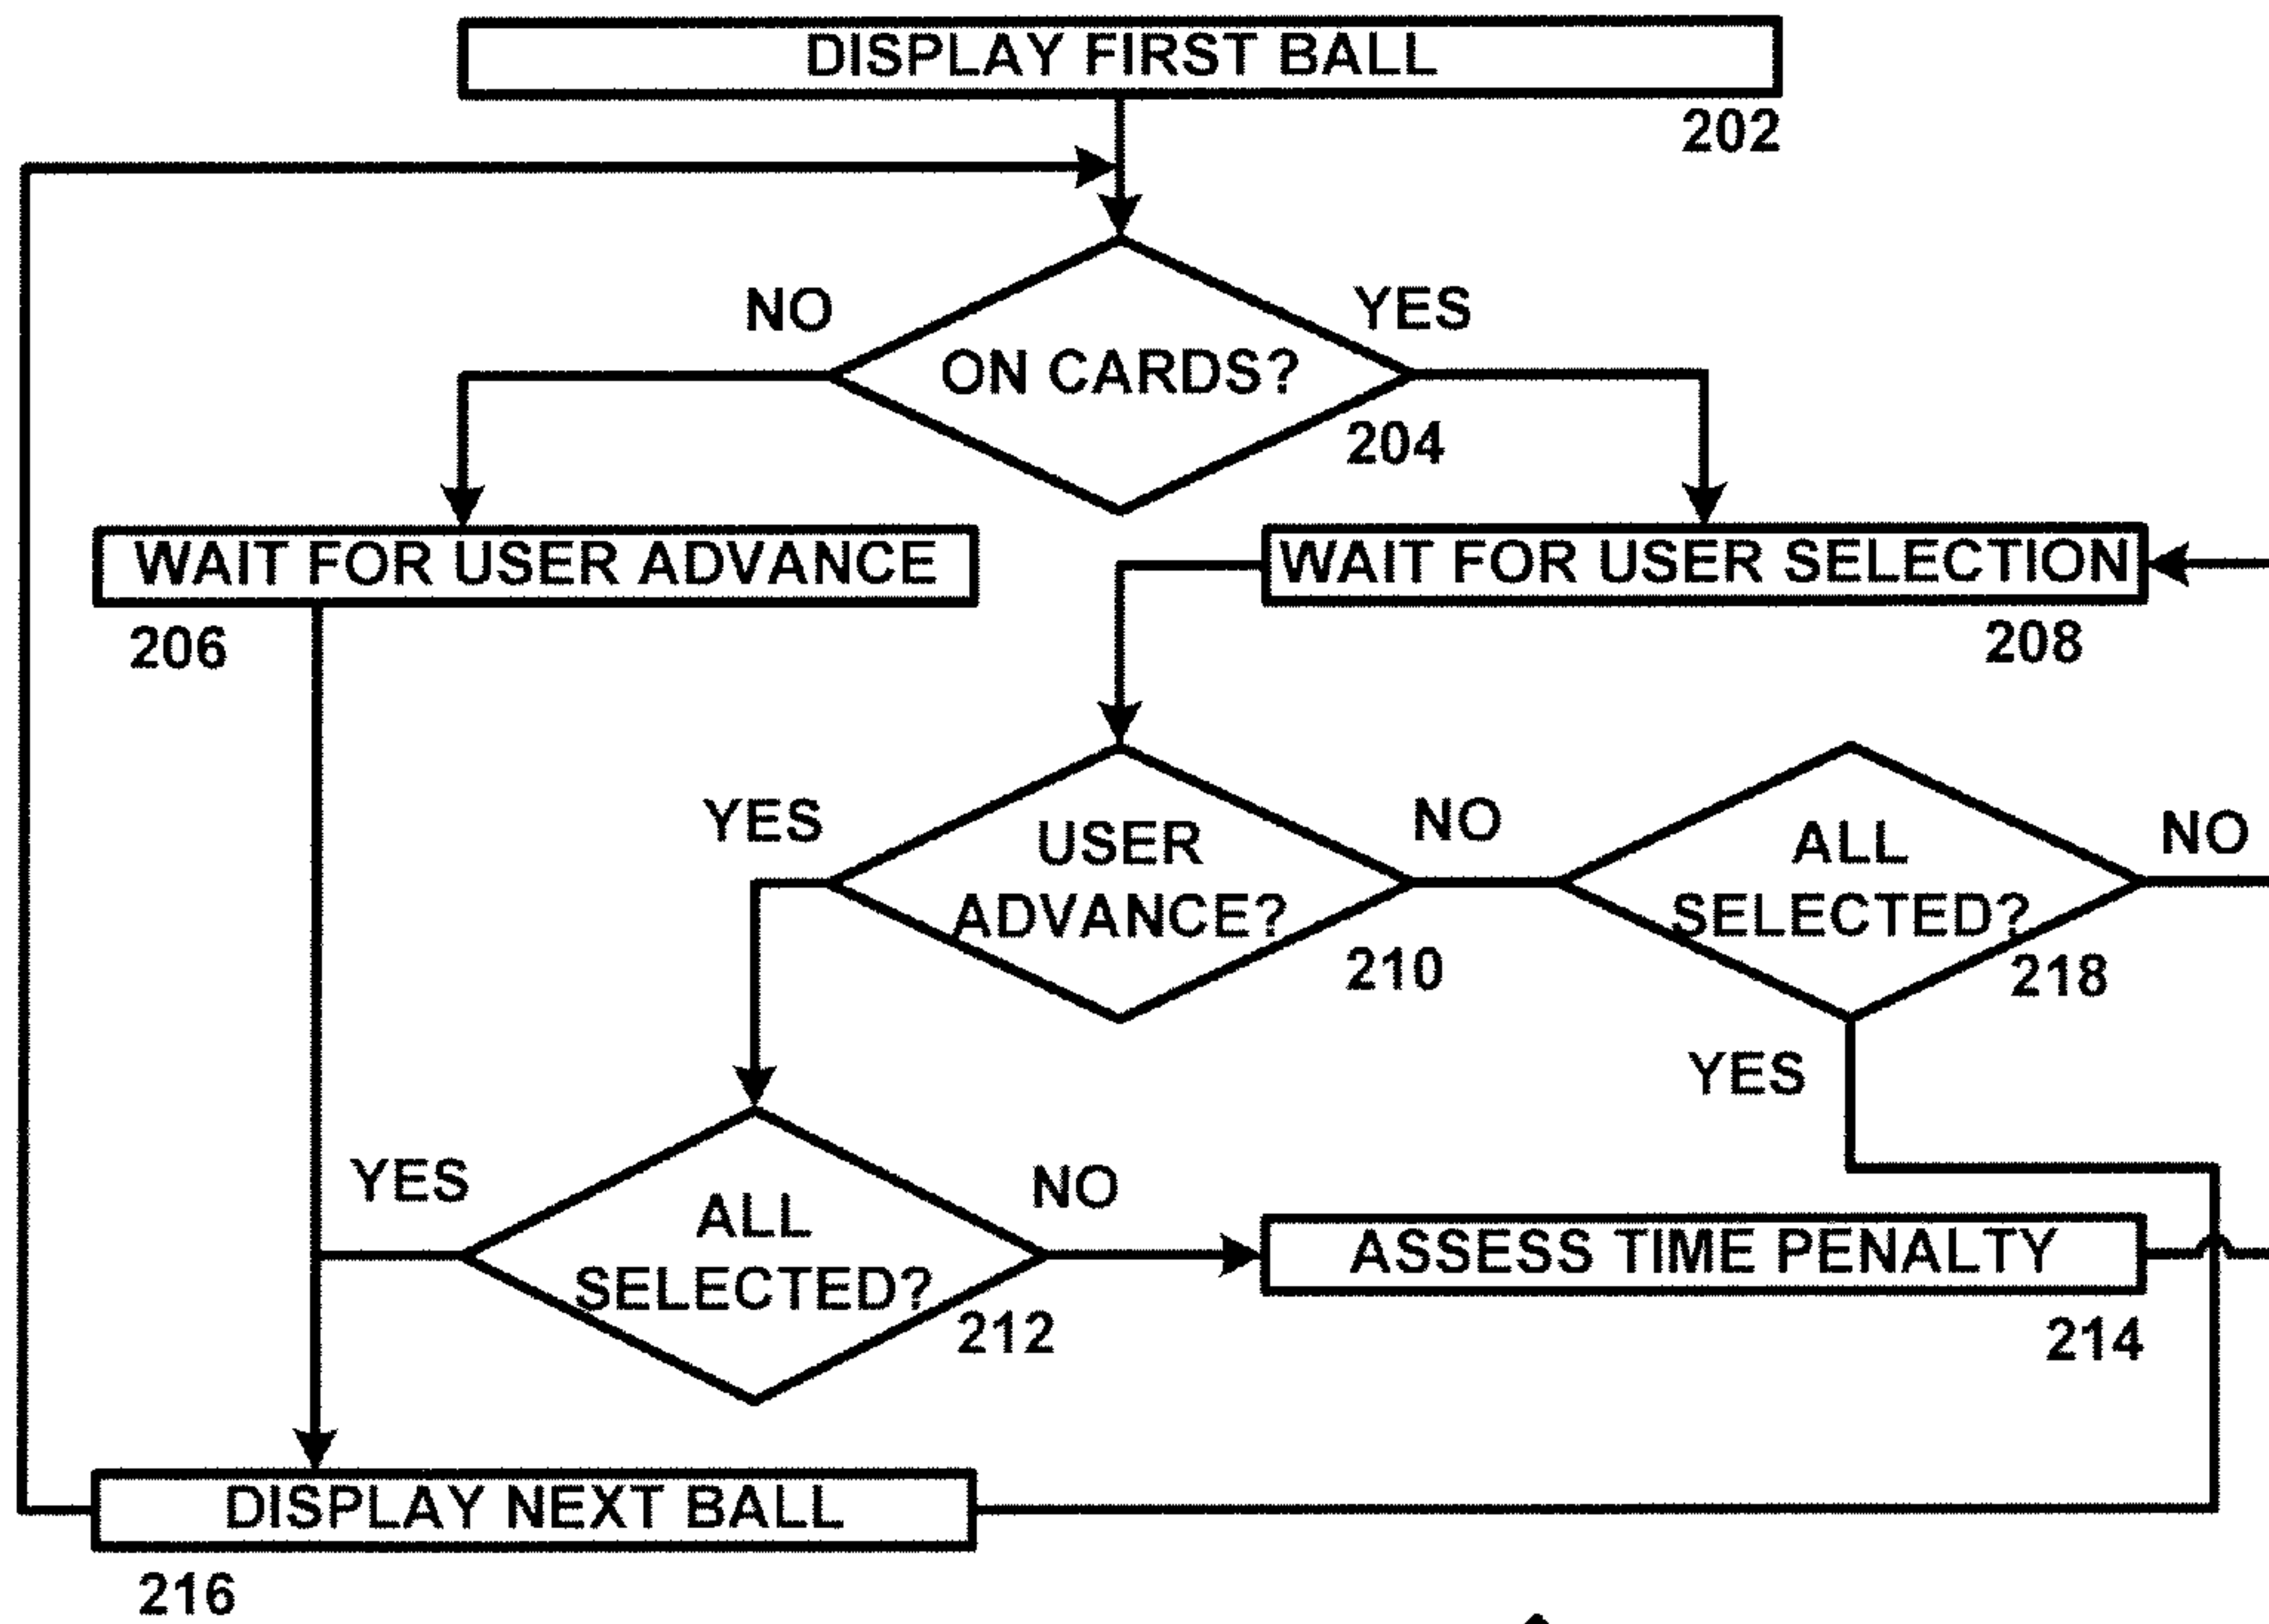 DISPLAY FIRST BALL
202
NO
YES
ON CARDS?
204
WAIT FOR USER ADVANCE
206
WAIT FOR USER SELECTION
208
YES
USER
ADVANCE?
NO
210
ALL
SELECTED?
NO
218
YES
YES
ALL
SELECTED?
NO
212
ASSESS TIME PENALTY
214
DISPLAY NEXT BALL
216